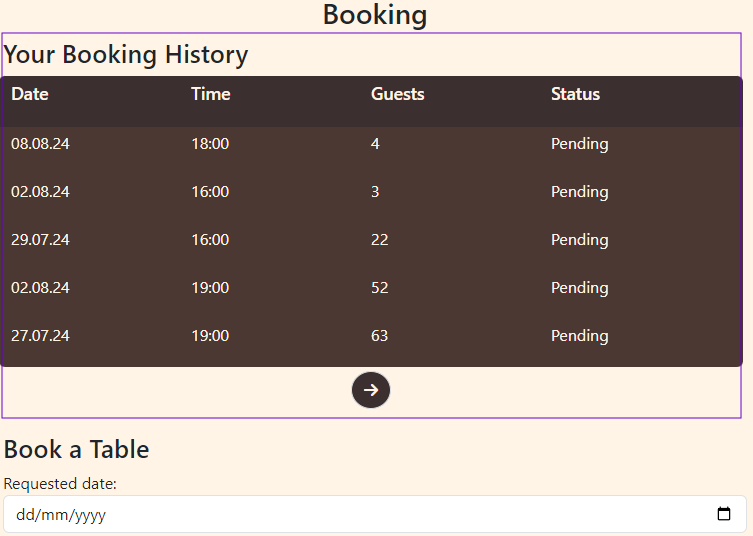 Booking
Your Booking History
Date Time Guests Status
08.08.24 18:00 4 Pending
02.08.24 16:00 3 Pending
29.07.24 16:00 22 Pending
02.08.24 19:00 52 Pending
27.07.24 19:00 63 Pending
Book a Table
Requested date:
dd/mm/yyyy